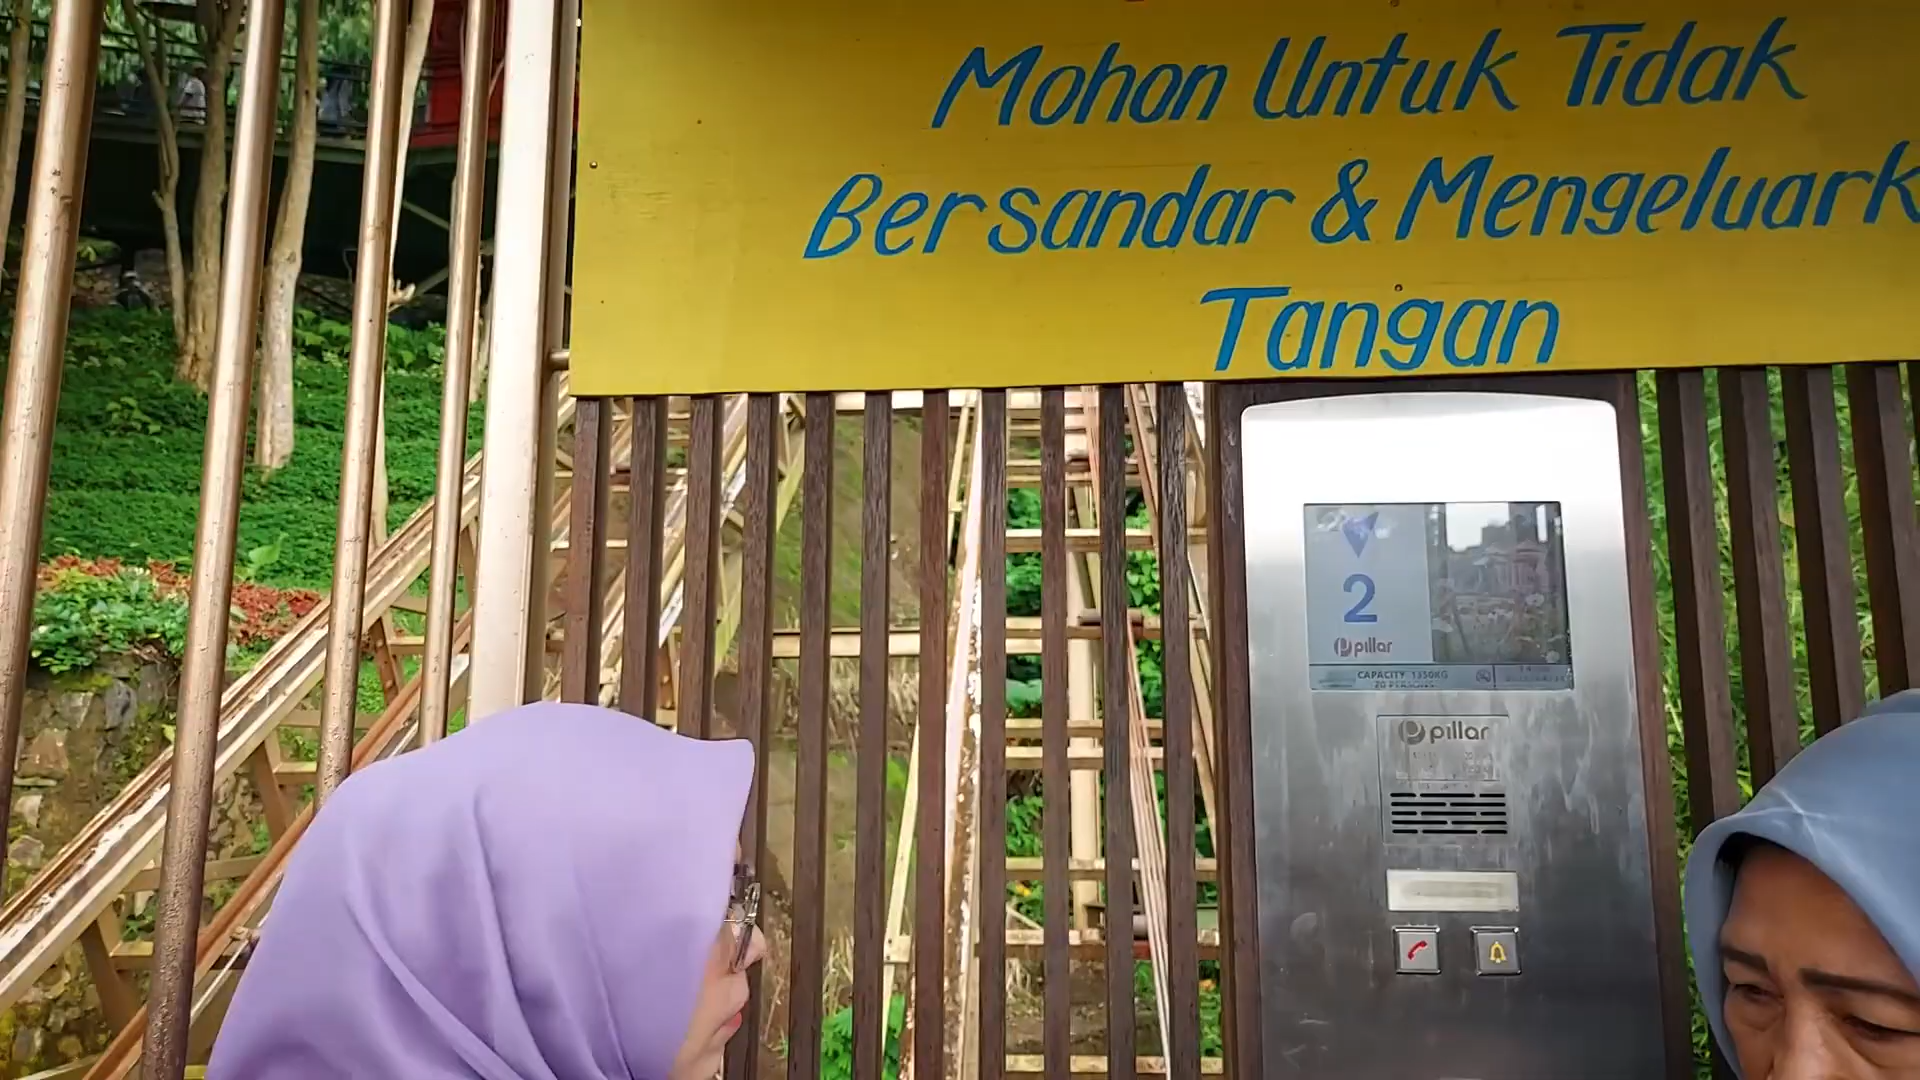 Mohon Untuk Tidak
Bersandar & Mengeluark
Tangan
2
pillar
CAPACITY 1350KG
20 PERSONS
pillar